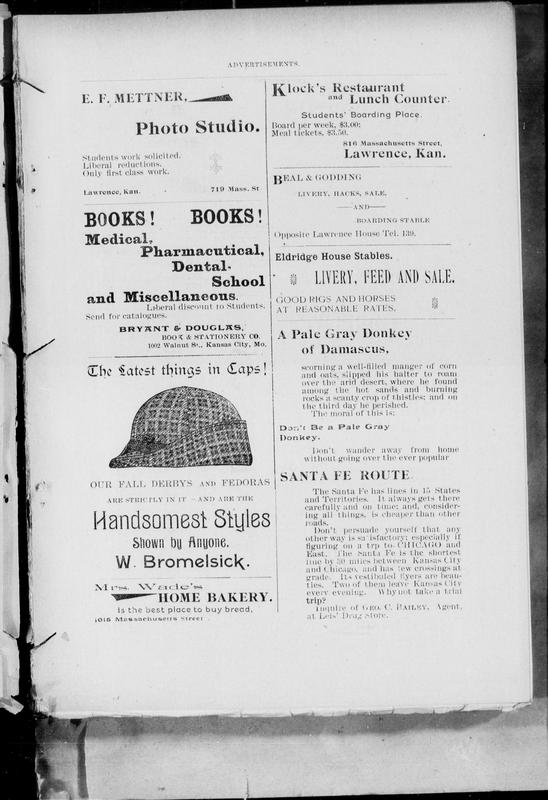 ADVERTISEMENTS.
E. F. METTNER,
Photo Studio.
Students work solicited.
Liberal reductions.
Only first class work.
Lawrence, Kan. 719 Mass. St
BOOKS! BOOKS!
Medical,
Pharmacutical,
Dental-
School
and Miscellaneous.
Liberal discount to Students.
Send for catalogues.
BRYANT & DOUGLAS,
BOOK & STATIONERY CO.
1002 Walnut St., Kansas City, Mo.
The Latest things in Caps!
OUR FALL DERBYS AND FEDORAS
ARE STRICTLY IN IT - AND ARE THE
Handsomest Styles
Shown by Anyone.
W. Bromelsick.
Mrs. Wade's
HOME BAKERY.
Is the best place to buy bread,
1016 Massachusetts Street
Klock's Restaurant
and Lunch Counter.
Students' Boarding Place.
Board per week, $3.00;
Meal tickets, $3.50.
816 Massachusetts Street,
Lawrence, Kan.
BEAL & GODDING
LIVERY, HACKS, SALE,
—AND—
BOARDING STABLE
Opposite Lawrence House Tel. 139.
Eldridge House Stables.
LIVERY, FEED AND SALE.
GOOD RIGS AND HORSES
AT REASONABLE RATES.
A Pale Gray Donkey
of Damascus,
scorning a well-filled manger of corn
and oats, slipped his halter to roam
over the arid desert, where he found
among the hot sands and burning
rocks a scanty crop of thistles; and on
the third day he perished.
The moral of this is:
Don't Be a Pale Gray
Donkey.
Don't wander away from home
without going over the ever popular
SANTA FE ROUTE.
The Santa Fe has lines in 15 States
and Territories. It always gets there
carefully and on time; and, consider-
ing all things, is cheaper than other
roads.
Don't persuade yourself that any
other way is sa isfactory; especially if
figuring on a trp to CHICAGO and
East. The Santa Fe is the shortest
line by 30 miles between Kansas City
and Chicago, and has few crossings at
grade. Its vestibuled flyers are beau-
ties. Two of them leave Kansas City
every evening. Why not take a trial
trip?
Inquire of GEO. C. BAILEY, Agent,
at Leis' Drug Store.